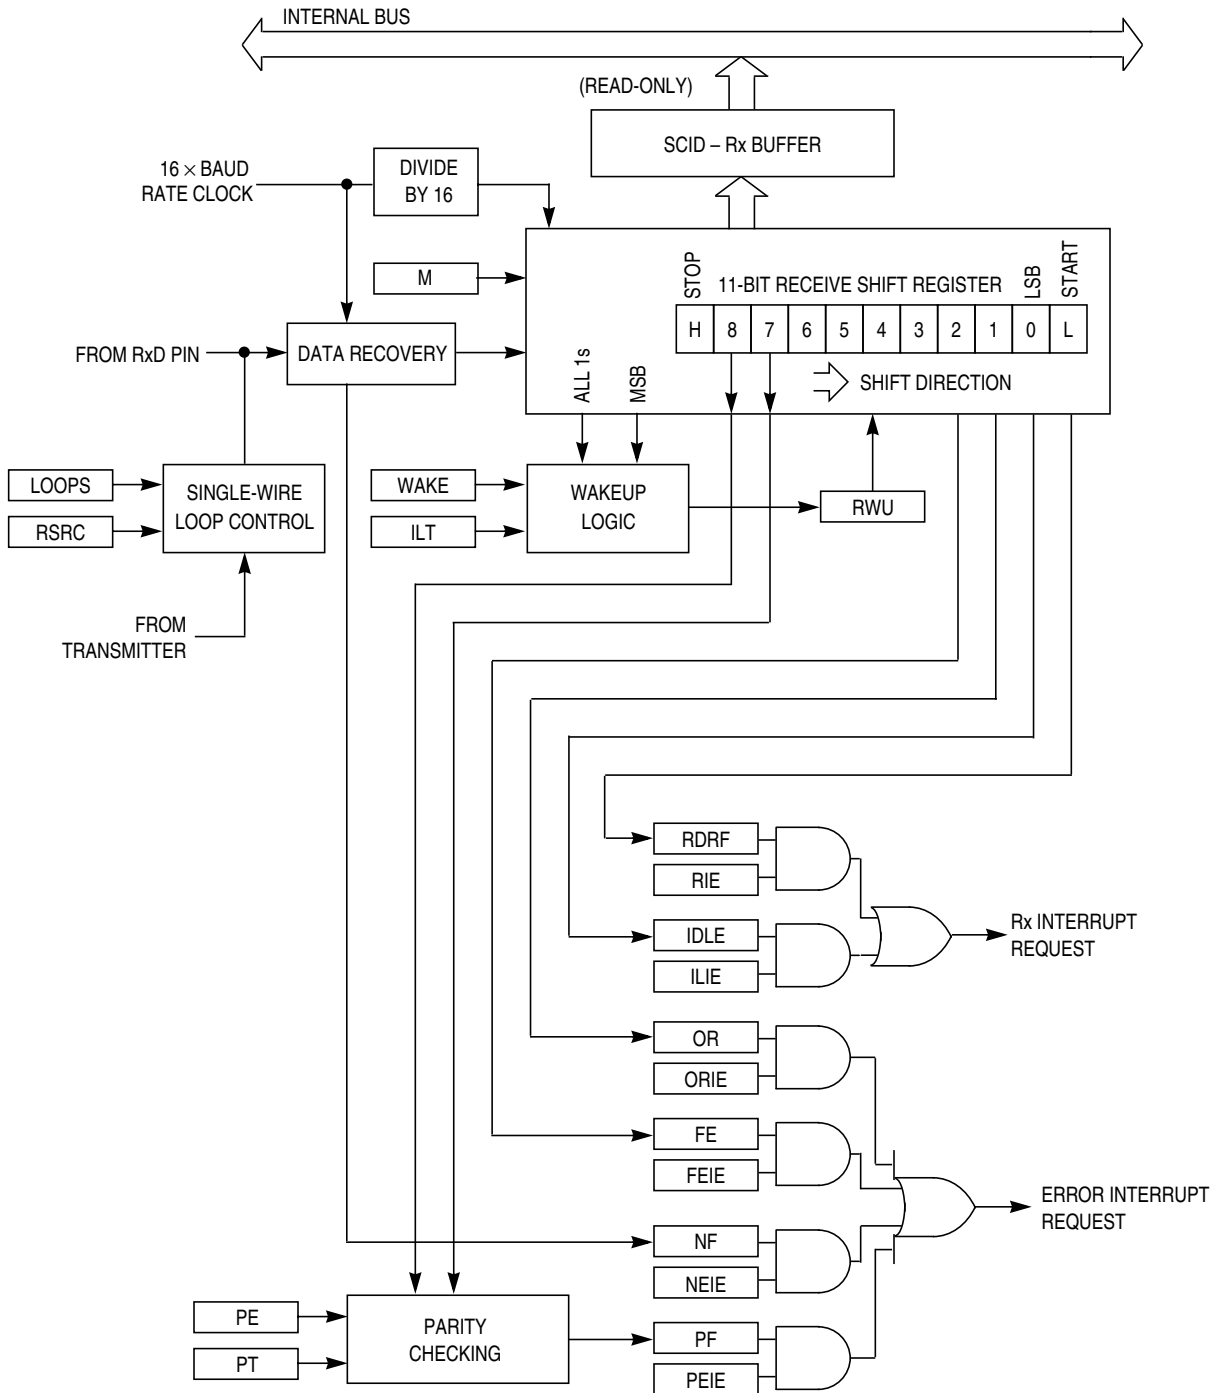 INTERNAL BUS
(READ-ONLY)
SCID – Rx BUFFER
16 × BAUD
RATE CLOCK
DIVIDE
BY 16
M
STOP
11-BIT RECEIVE SHIFT REGISTER
LSB
START
H 8 7 6 5 4 3 2 1 0 L
FROM RxD PIN
DATA RECOVERY
ALL 1s
MSB
SHIFT DIRECTION
LOOPS
RSRC
SINGLE-WIRE
LOOP CONTROL
WAKE
ILT
WAKEUP
LOGIC
RWU
FROM
TRANSMITTER
RDRF
RIE
IDLE
ILIE
Rx INTERRUPT
REQUEST
OR
ORIE
FE
FEIE
ERROR INTERRUPT
REQUEST
NF
NEIE
PE
PT
PARITY
CHECKING
PF
PEIE